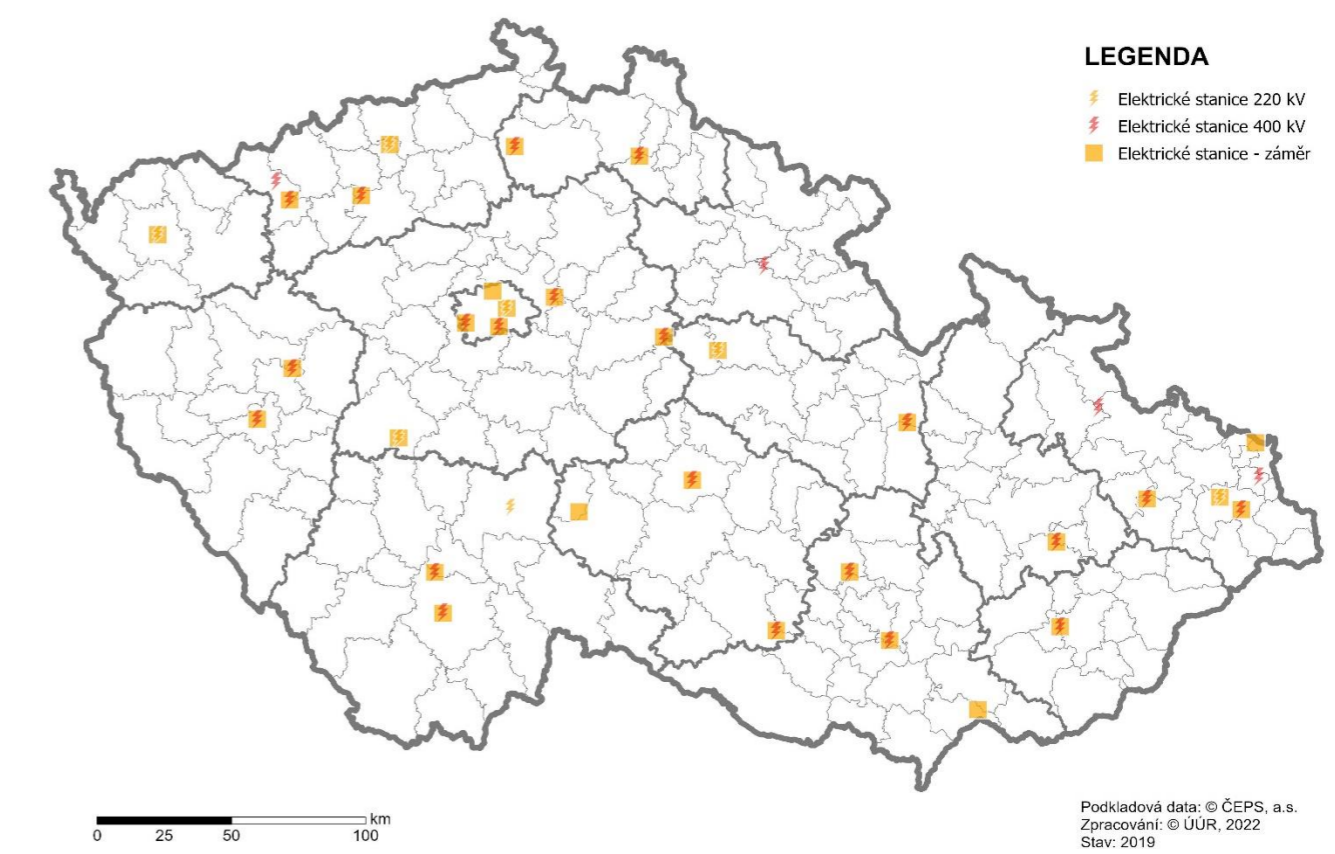 LEGENDA
Elektrické stanice 220 kV
Elektrické stanice 400 kV
Elektrické stanice - záměr
km
0 25 50 100
Podkladová data: © ČEPS, a.s.
Zpracování: © ÚÚR, 2022
Stav: 2019